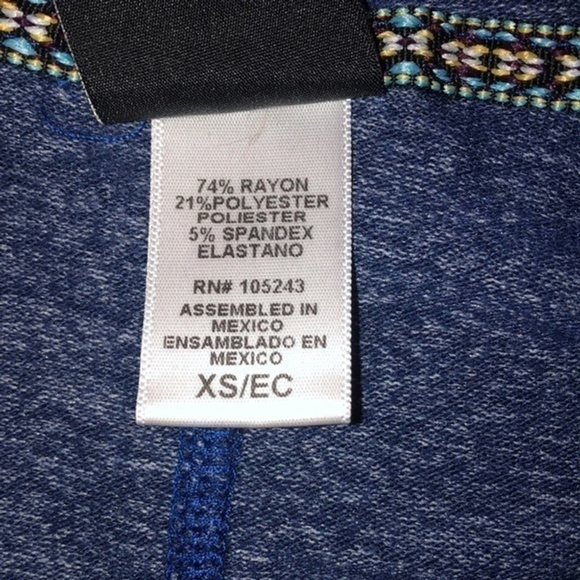 74% RAYON
21%POLYESTER
POLIESTER
5% SPANDEX
ELASTANO
RN# 105243
ASSEMBLED IN
MEXICO
ENSAMBLADO EN
MEXICO
XS/EC